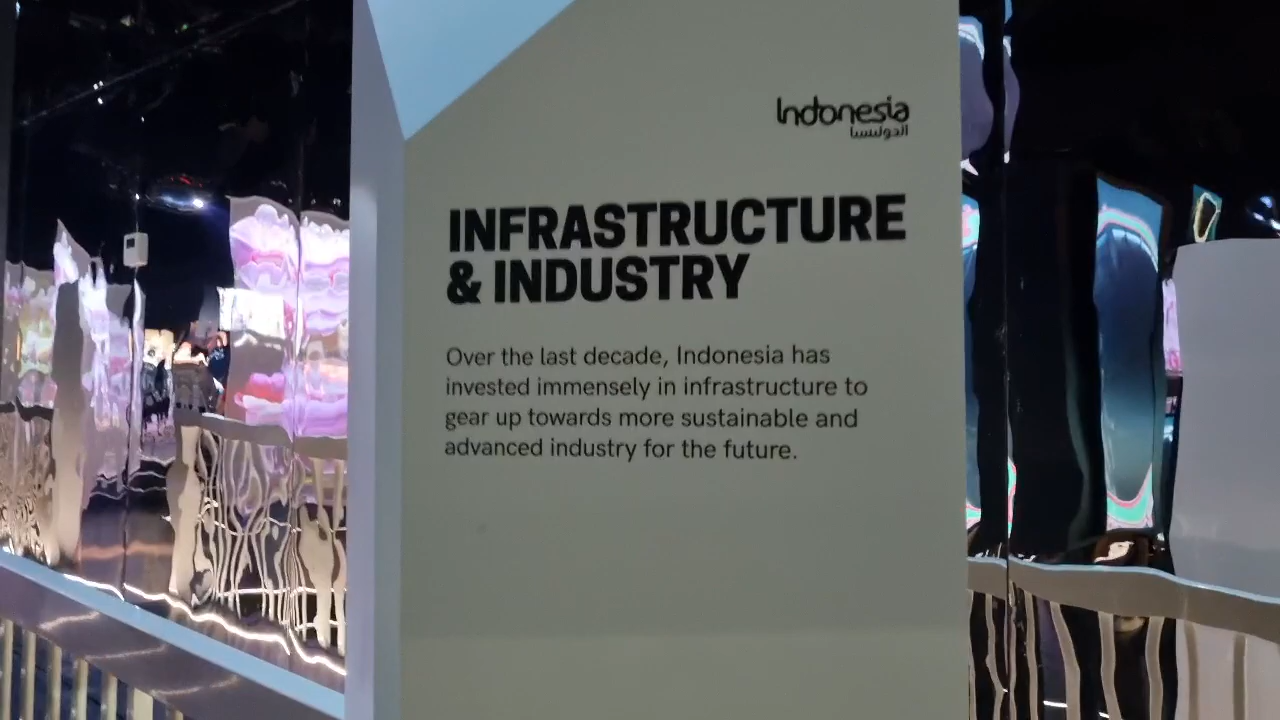 Indonesia
اندونيسيا
INFRASTRUCTURE
& INDUSTRY
Over the last decade, Indonesia has
invested immensely in infrastructure to
gear up towards more sustainable and
advanced industry for the future.